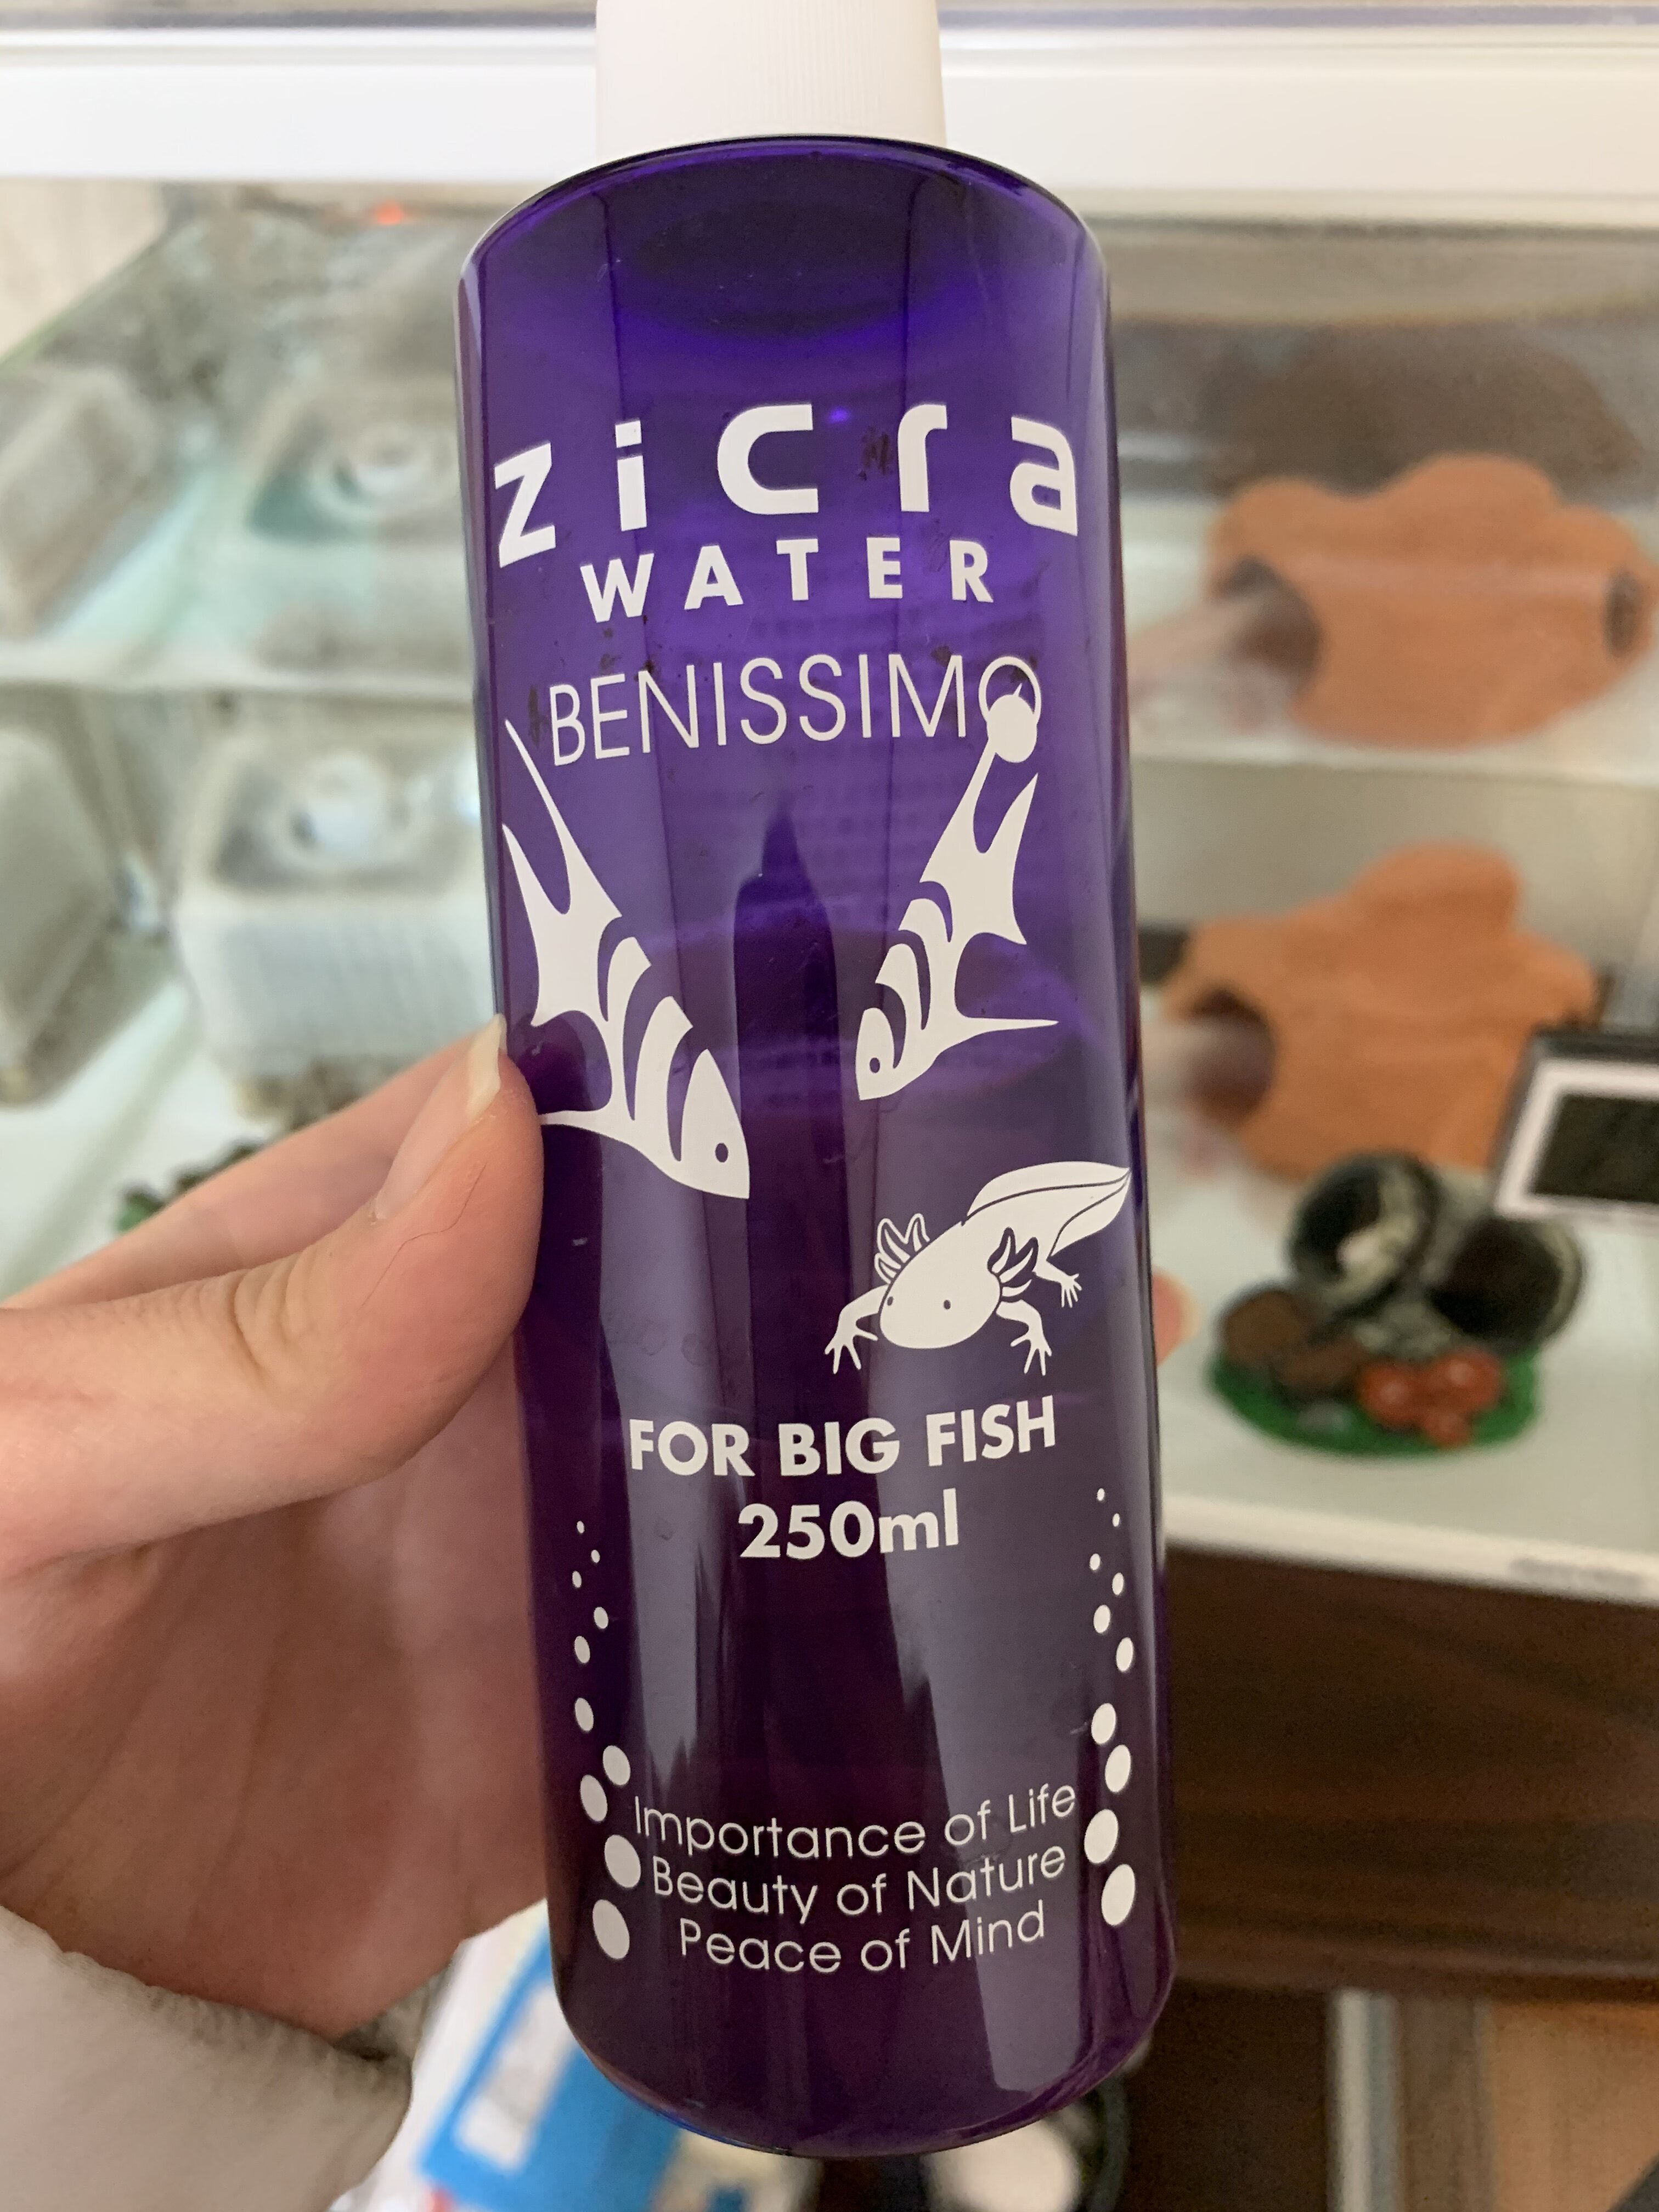 zicra
WATER
BENISSIMO
FOR BIG FISH
250ml
Importance of Life
Beauty of Nature
Peace of Mind